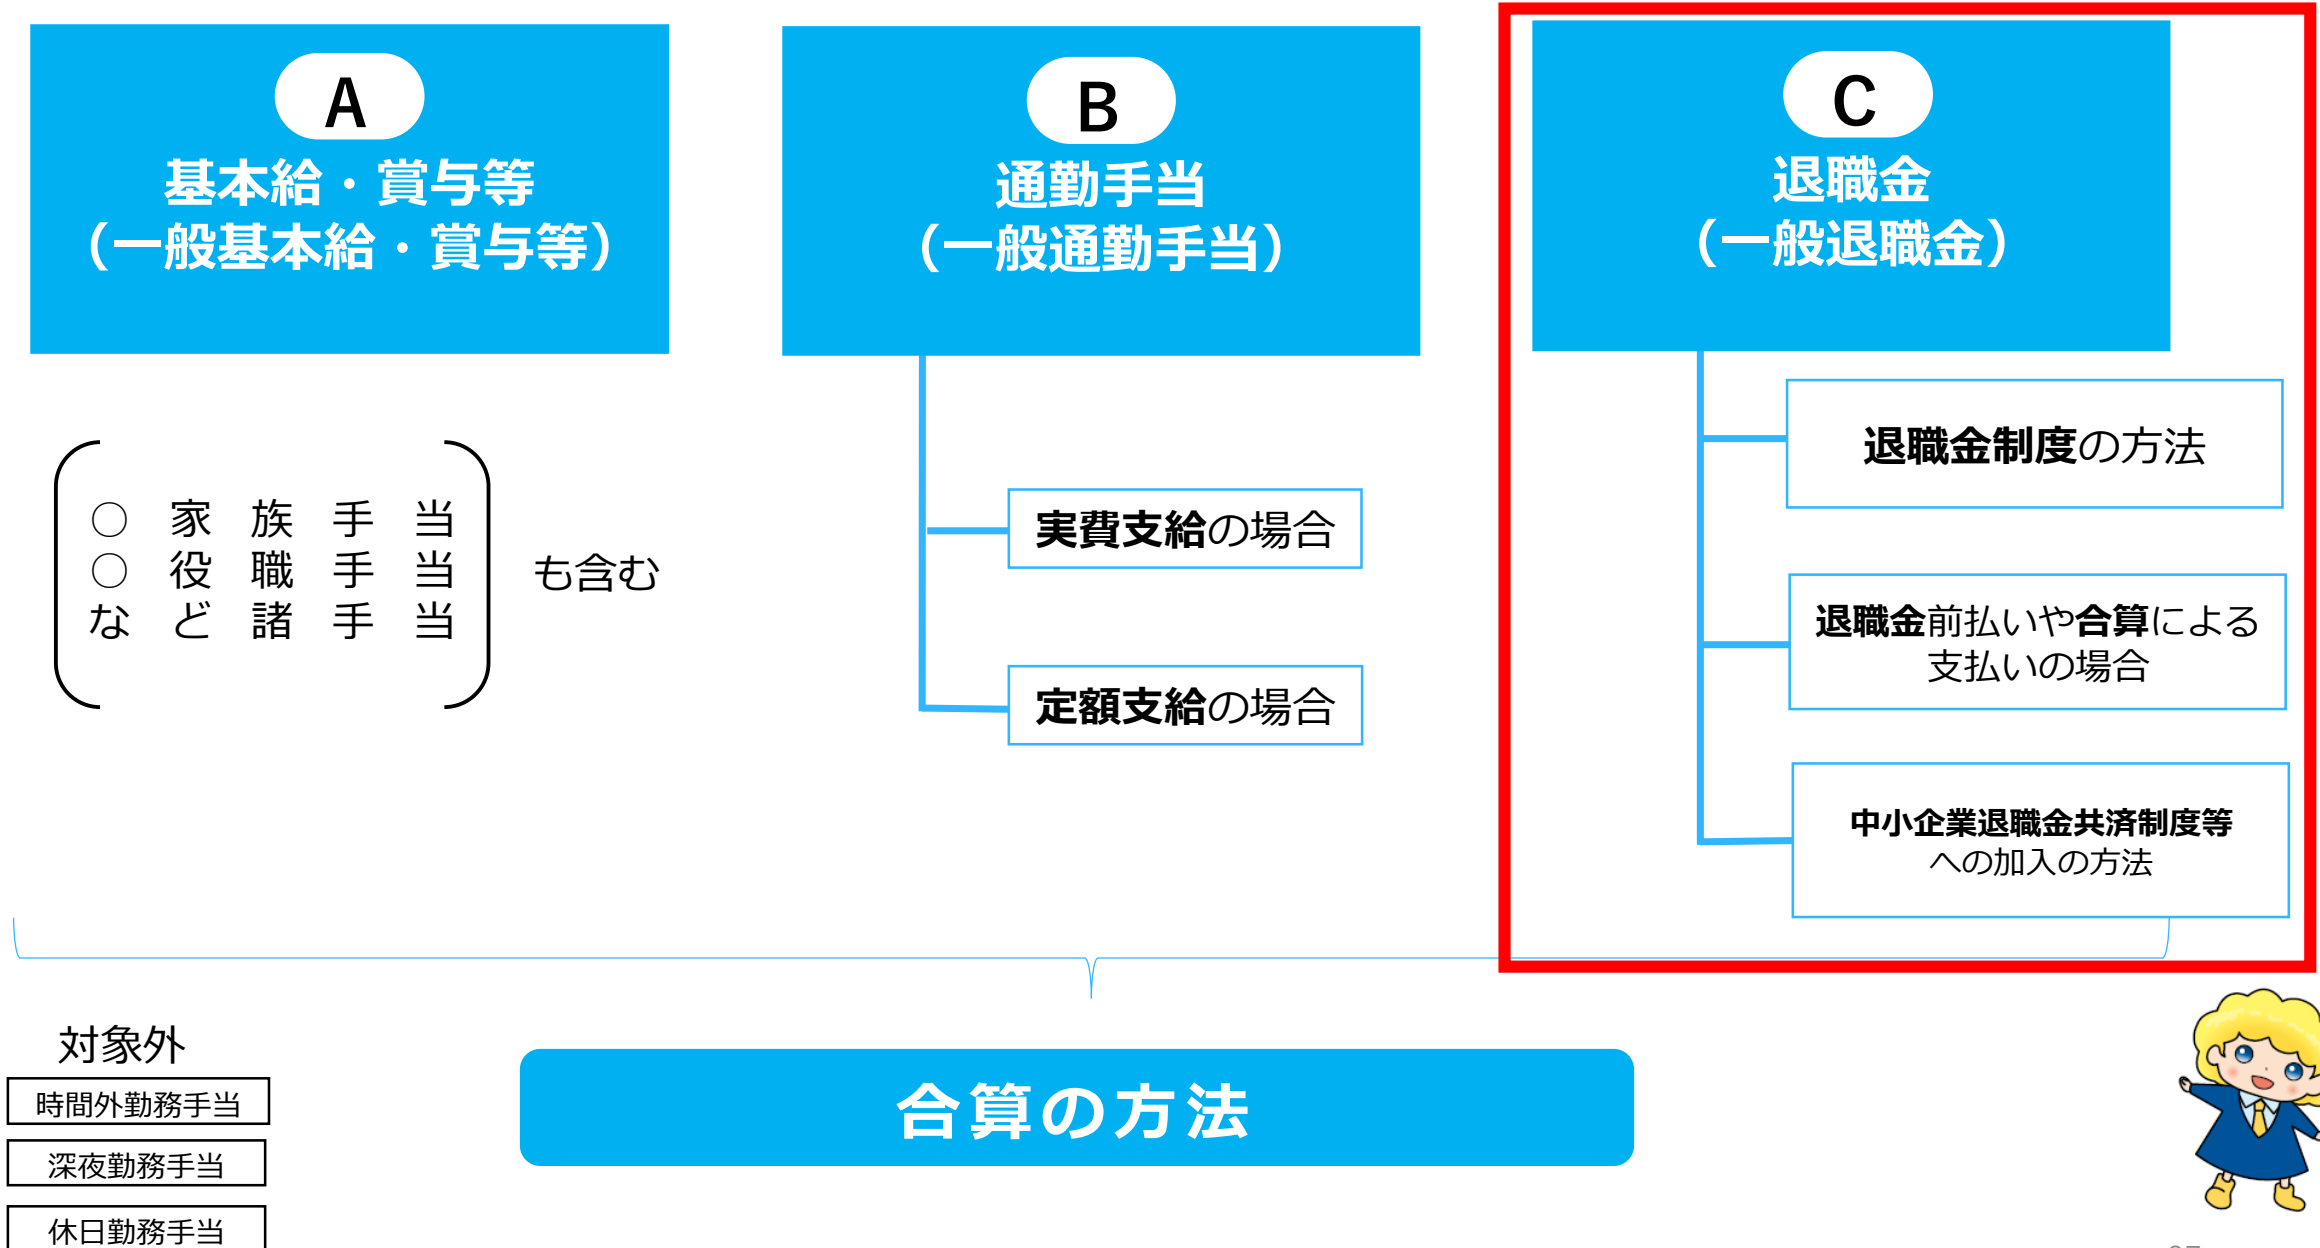 A
基本給・賞与等
（一般基本給・賞与等）
○家族手当
○役職手当
など諸手当
も含む
B
通勤手当
（一般通勤手当）
実費支給の場合
定額支給の場合
C
退職金
（一般退職金）
退職金制度の方法
退職金前払いや合算による
支払いの場合
中小企業退職金共済制度等
への加入の方法
対象外
時間外勤務手当
深夜勤務手当
休日勤務手当
合算の方法